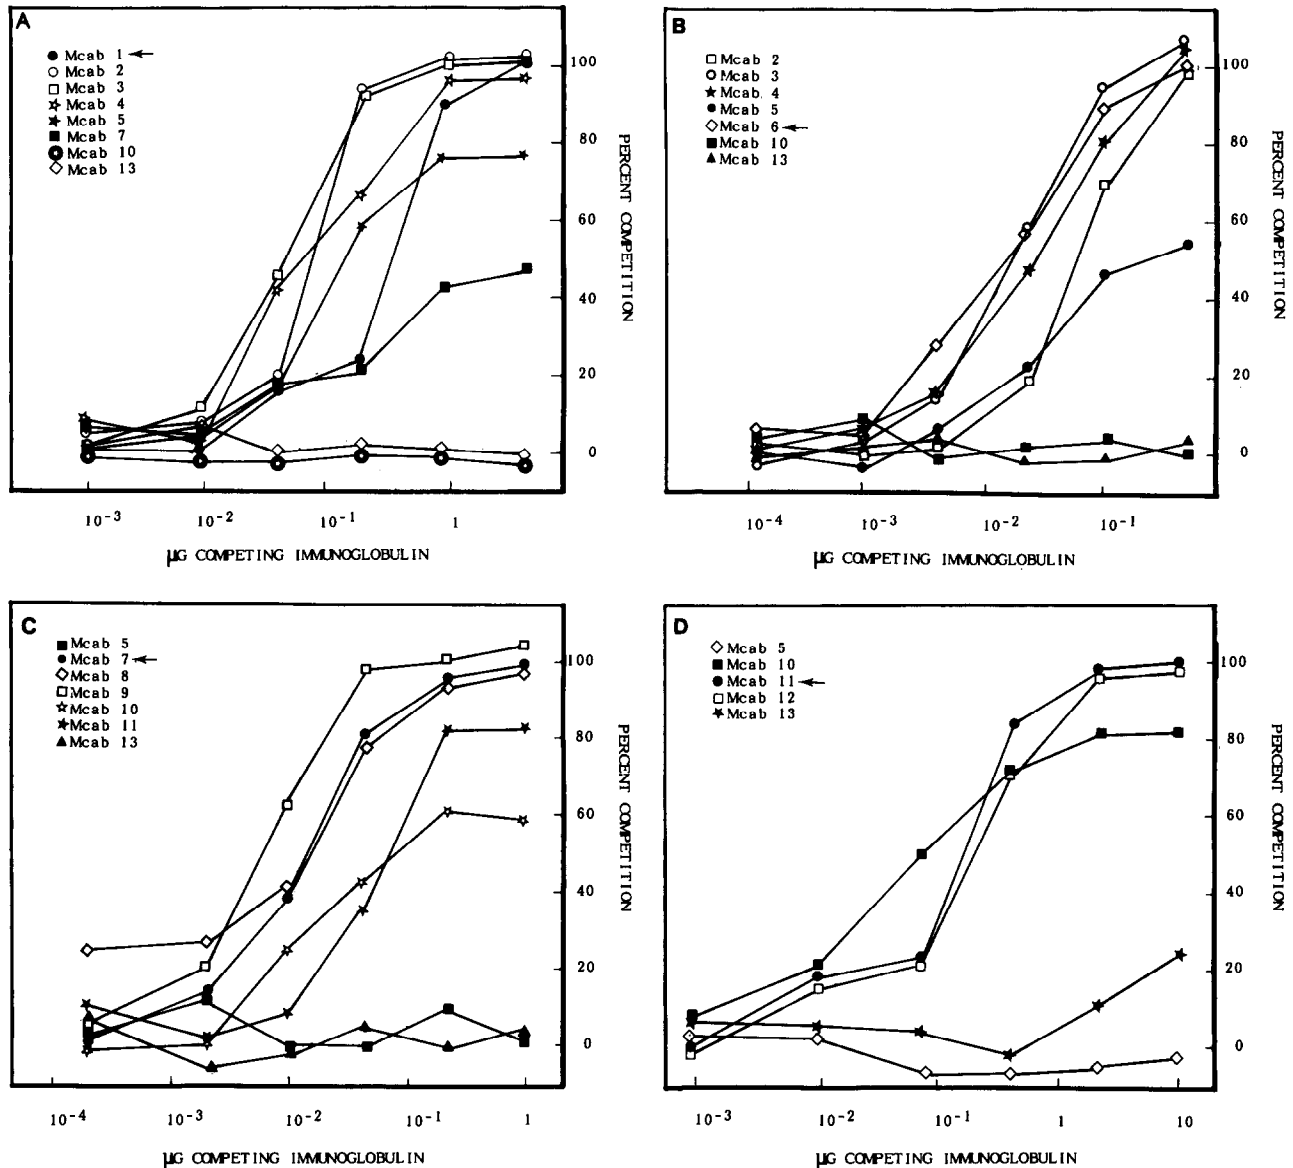 A
Mcab 1
Mcab 2
Mcab 3
Mcab 4
Mcab 5
Mcab 7
Mcab 10
Mcab 13
100
80
60
40
20
0
PERCENT COMPETITION
10-3
10-2
10-1
1
µG COMPETING IMMUNOGLOBULIN
B
Mcab 2
Mcab 3
Mcab 4
Mcab 5
Mcab 6
Mcab 10
Mcab 13
100
80
60
40
20
0
PERCENT COMPETITION
10-4
10-3
10-2
10-1
µG COMPETING IMMUNOGLOBULIN
C
Mcab 5
Mcab 7
Mcab 8
Mcab 9
Mcab 10
Mcab 11
Mcab 13
100
80
60
40
20
0
PERCENT COMPETITION
10-4
10-3
10-2
10-1
1
µG COMPETING IMMUNOGLOBULIN
D
Mcab 5
Mcab 10
Mcab 11
Mcab 12
Mcab 13
100
80
60
40
20
0
PERCENT COMPETITION
10-3
10-2
10-1
1
10
µG COMPETING IMMUNOGLOBULIN